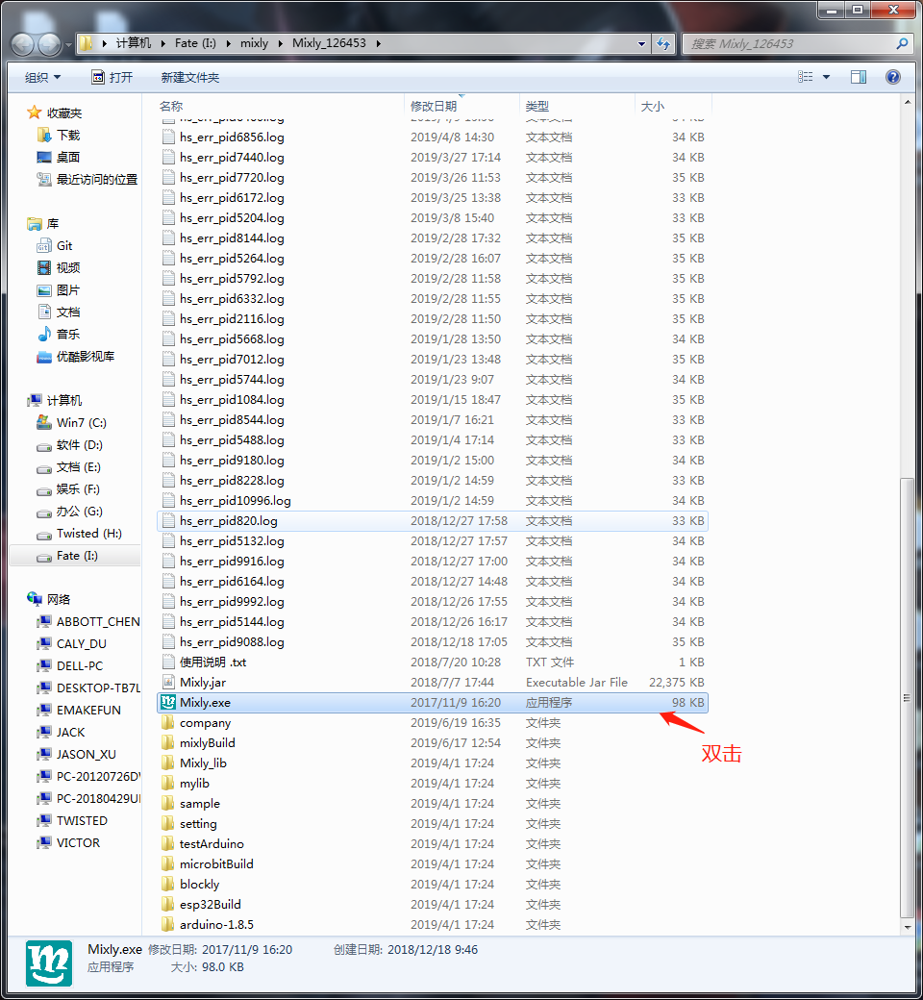 计算机 Fate (I:) mixly Mixly_126453
搜索 Mixly_126453
组织 打开 新建文件夹
名称 修改日期 类型 大小
hs_err_pid6856.log 2019/4/8 14:30 文本文档 34 KB
hs_err_pid7440.log 2019/3/27 17:14 文本文档 34 KB
hs_err_pid7720.log 2019/3/26 11:53 文本文档 35 KB
hs_err_pid6172.log 2019/3/25 13:38 文本文档 33 KB
hs_err_pid5204.log 2019/3/8 15:40 文本文档 33 KB
hs_err_pid8144.log 2019/2/28 17:32 文本文档 35 KB
hs_err_pid5264.log 2019/2/28 16:07 文本文档 35 KB
hs_err_pid5792.log 2019/2/28 11:58 文本文档 35 KB
hs_err_pid6332.log 2019/2/28 11:55 文本文档 35 KB
hs_err_pid2116.log 2019/2/28 11:50 文本文档 35 KB
hs_err_pid5668.log 2019/1/28 13:50 文本文档 34 KB
hs_err_pid7012.log 2019/1/23 13:48 文本文档 35 KB
hs_err_pid5744.log 2019/1/23 9:07 文本文档 34 KB
hs_err_pid1084.log 2019/1/15 18:47 文本文档 35 KB
hs_err_pid8544.log 2019/1/7 16:21 文本文档 33 KB
hs_err_pid5488.log 2019/1/4 17:14 文本文档 33 KB
hs_err_pid9180.log 2019/1/2 15:00 文本文档 34 KB
hs_err_pid8228.log 2019/1/2 14:59 文本文档 33 KB
hs_err_pid10996.log 2019/1/2 14:59 文本文档 34 KB
hs_err_pid820.log 2018/12/27 17:58 文本文档 33 KB
hs_err_pid5132.log 2018/12/27 17:57 文本文档 34 KB
hs_err_pid9916.log 2018/12/27 17:00 文本文档 34 KB
hs_err_pid6164.log 2018/12/27 14:48 文本文档 34 KB
hs_err_pid9992.log 2018/12/26 17:55 文本文档 34 KB
hs_err_pid5144.log 2018/12/26 16:17 文本文档 34 KB
hs_err_pid9088.log 2018/12/18 17:05 文本文档 35 KB
使用说明 .txt 2018/7/20 10:28 TXT 文件 1 KB
Mixly.jar 2018/7/7 17:44 Executable Jar File 22,375 KB
Mixly.exe 2017/11/9 16:20 应用程序 98 KB
company 2019/6/19 16:35 文件夹
mixlyBuild 2019/6/17 12:54 文件夹
Mixly_lib 2019/4/1 17:24 文件夹
mylib 2019/4/1 17:24 文件夹
sample 2019/4/1 17:24 文件夹
setting 2019/4/1 17:24 文件夹
testArduino 2019/4/1 17:24 文件夹
microbitBuild 2019/4/1 17:24 文件夹
blockly 2019/4/1 17:24 文件夹
esp32Build 2019/4/1 17:24 文件夹
arduino-1.8.5 2019/4/1 17:24 文件夹
双击
收藏夹
下载
桌面
最近访问的位置
库
Git
视频
图片
文档
音乐
优酷影视库
计算机
Win7 (C:)
软件 (D:)
文档 (E:)
娱乐 (F:)
办公 (G:)
Twisted (H:)
Fate (I:)
网络
ABBOTT_CHEN
CALY_DU
DELL-PC
DESKTOP-TB7L
EMAKEFUN
JACK
JASON_XU
PC-20120726D
PC-20180429U
TWISTED
VICTOR
m
Mixly.exe 修改日期: 2017/11/9 16:20 创建日期: 2018/12/18 9:46
应用程序 大小: 98.0 KB